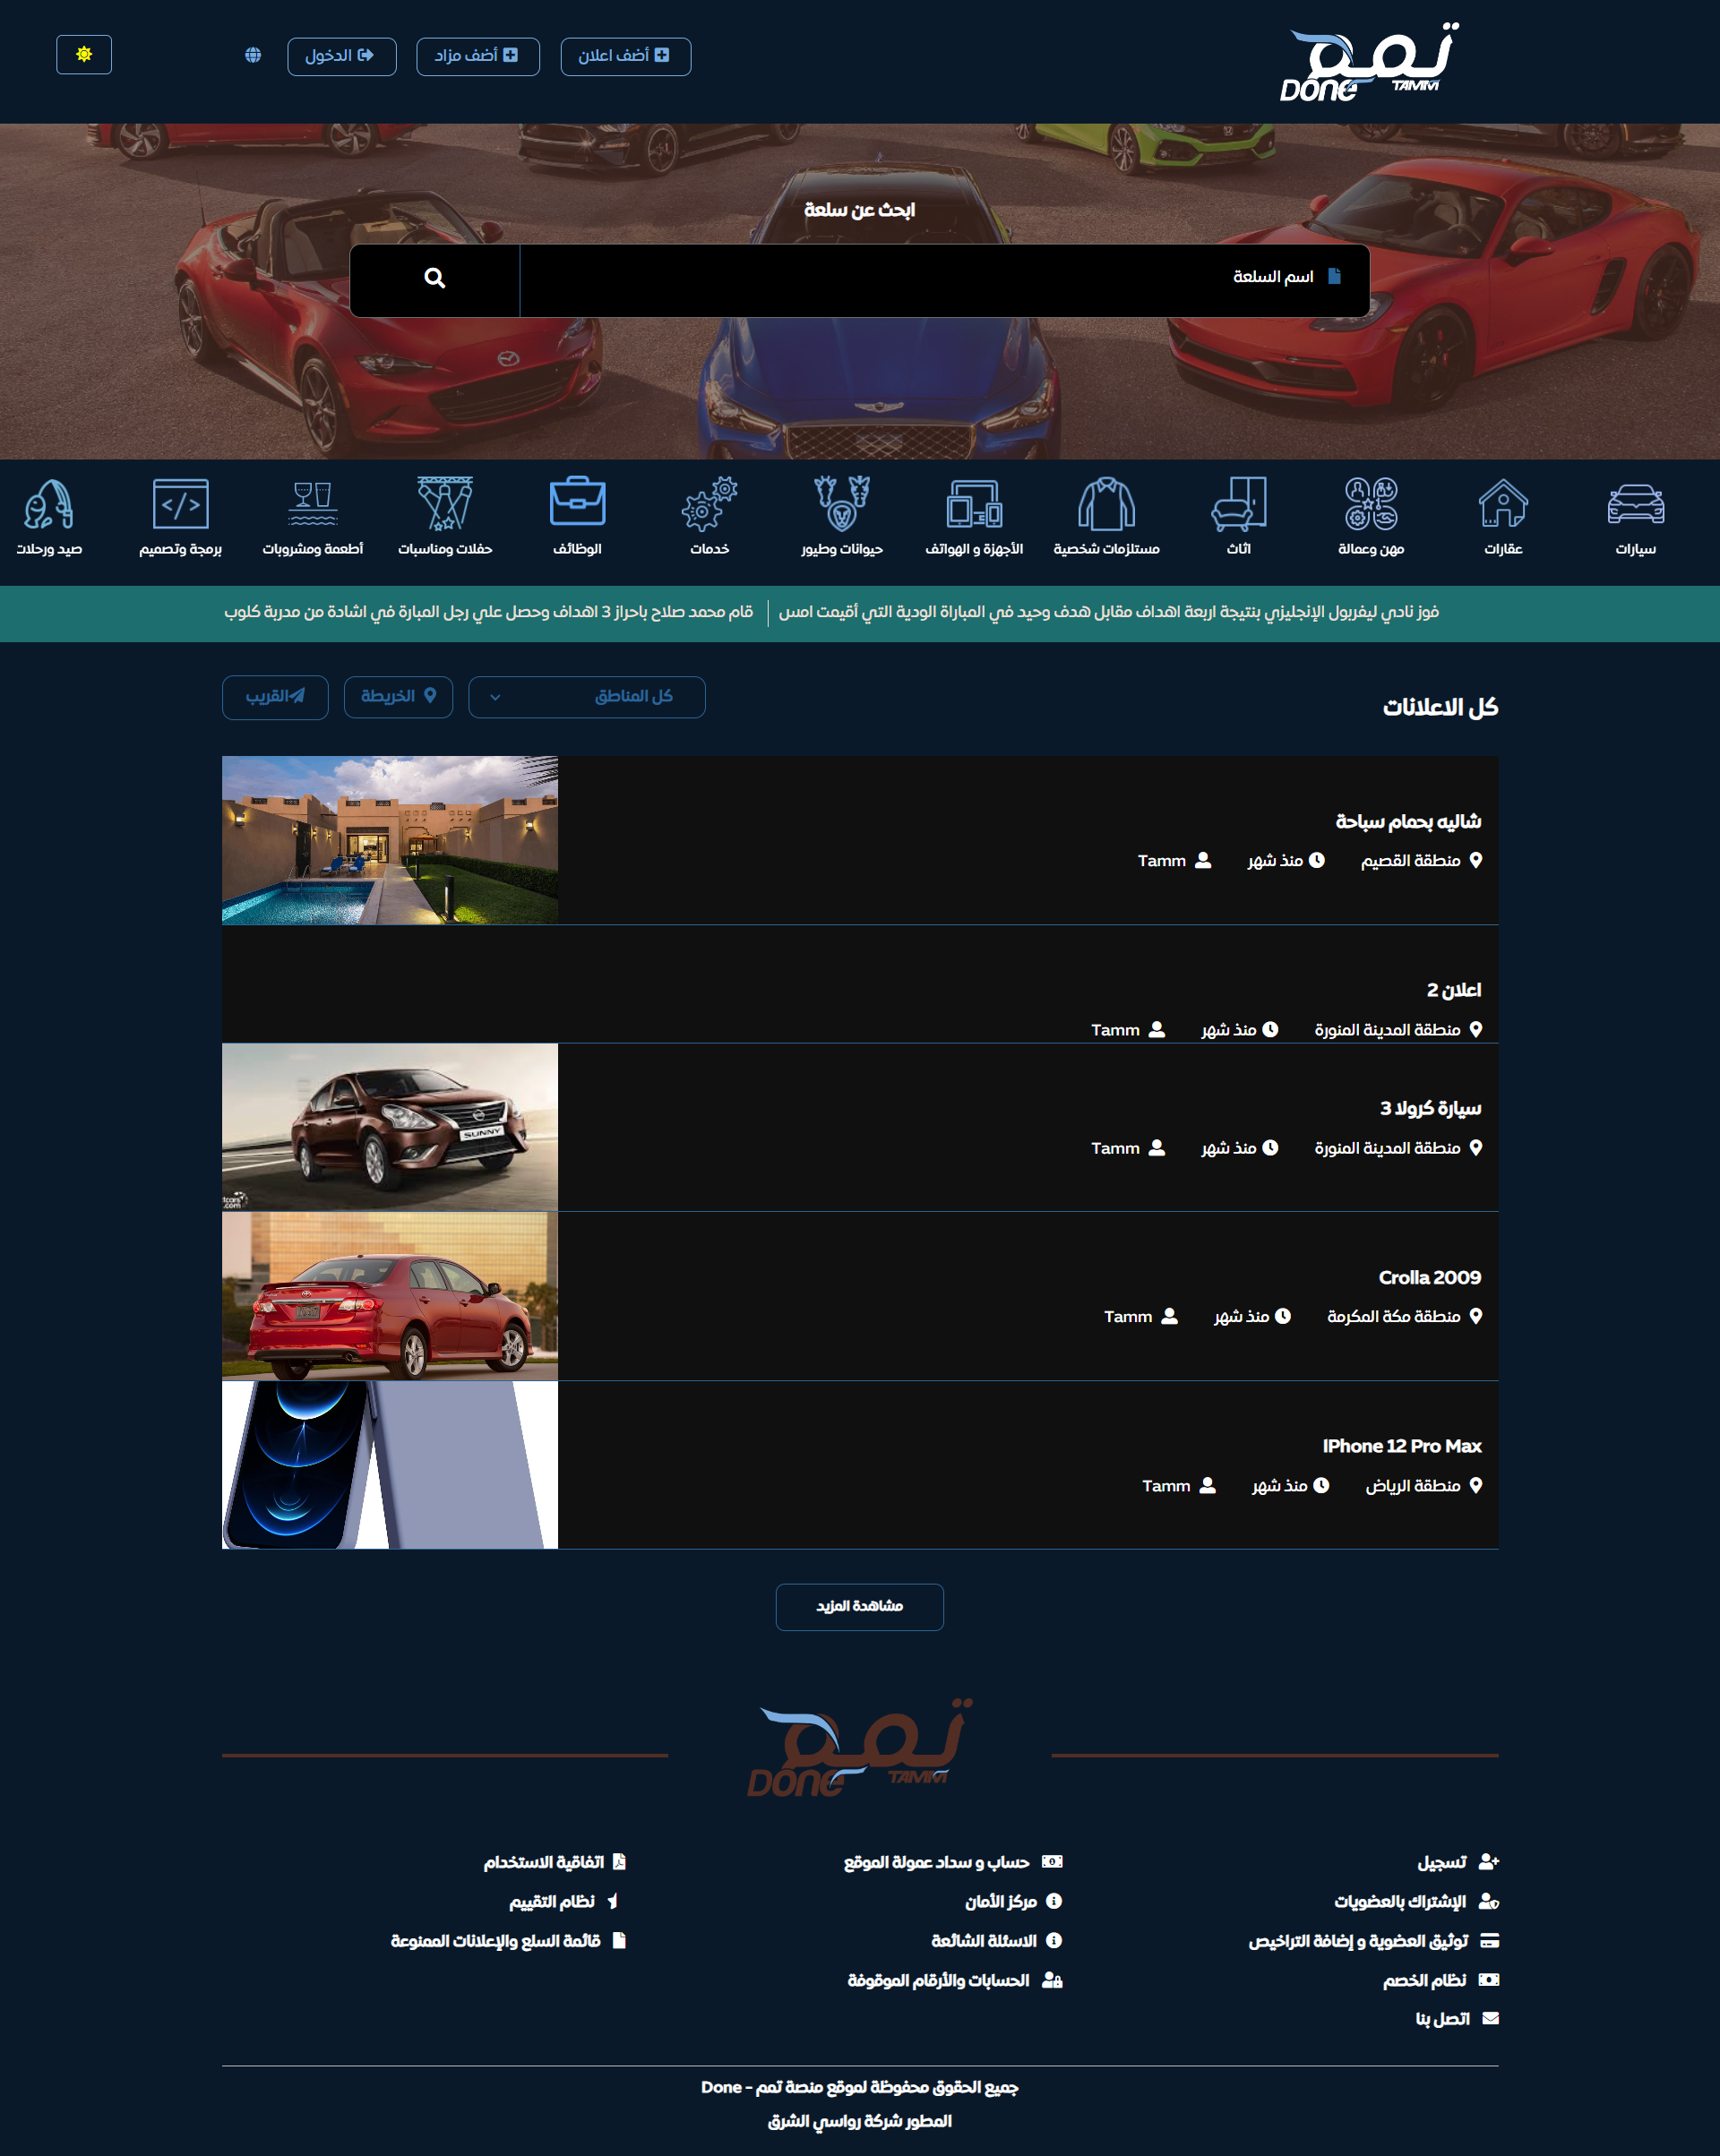 تمم
Done TAMM
أضف اعلان
أضف مزاد
الدخول
ابحث عن سلعة
اسم السلعة
سيارات
عقارات
مهن وعمالة
اثاث
مستلزمات شخصية
الأجهزة و الهواتف
حيوانات وطيور
خدمات
الوظائف
حفلات ومناسبات
أطعمة ومشروبات
برمجة وتصميم
صيد ورحلات
فوز نادي ليفربول الإنجليزي بنتيجة اربعة اهداف مقابل هدف وحيد في المباراة الودية التي أقيمت امس
قام محمد صلاح باحراز 3 اهداف وحصل علي رجل المبارة في اشادة من مدربة كلوب
كل الاعلانات
كل المناطق
الخريطة
القريب
شاليه بحمام سباحة
منطقة القصيم منذ شهر Tamm
اعلان 2
منطقة المدينة المنورة منذ شهر Tamm
سيارة كرولا 3
منطقة المدينة المنورة منذ شهر Tamm
SUNNY
Crolla 2009
منطقة مكة المكرمة منذ شهر Tamm
IPhone 12 Pro Max
منطقة الرياض منذ شهر Tamm
مشاهدة المزيد
تمم
Done TAMM
تسجيل
الإشتراك بالعضويات
توثيق العضوية و إضافة التراخيص
نظام الخصم
اتصل بنا
حساب و سداد عمولة الموقع
مركز الأمان
الاسئلة الشائعة
الحسابات والأرقام الموقوفة
اتفاقية الاستخدام
نظام التقييم
قائمة السلع والإعلانات الممنوعة
جميع الحقوق محفوظة لموقع منصة تمم - Done
المطور شركة رواسي الشرق